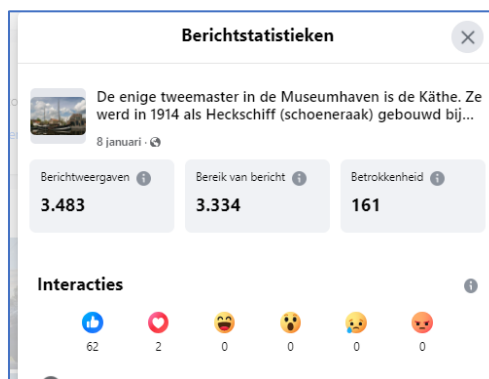 Berichtstatistieken
De enige tweemaster in de Museumhaven is de Käthe. Ze
werd in 1914 als Heckschiff (schoeneraak) gebouwd bij...
8 januari ·
Berichtweergaven
3.483
Bereik van bericht
3.334
Betrokkenheid
161
Interacties
62 2 0 0 0 0